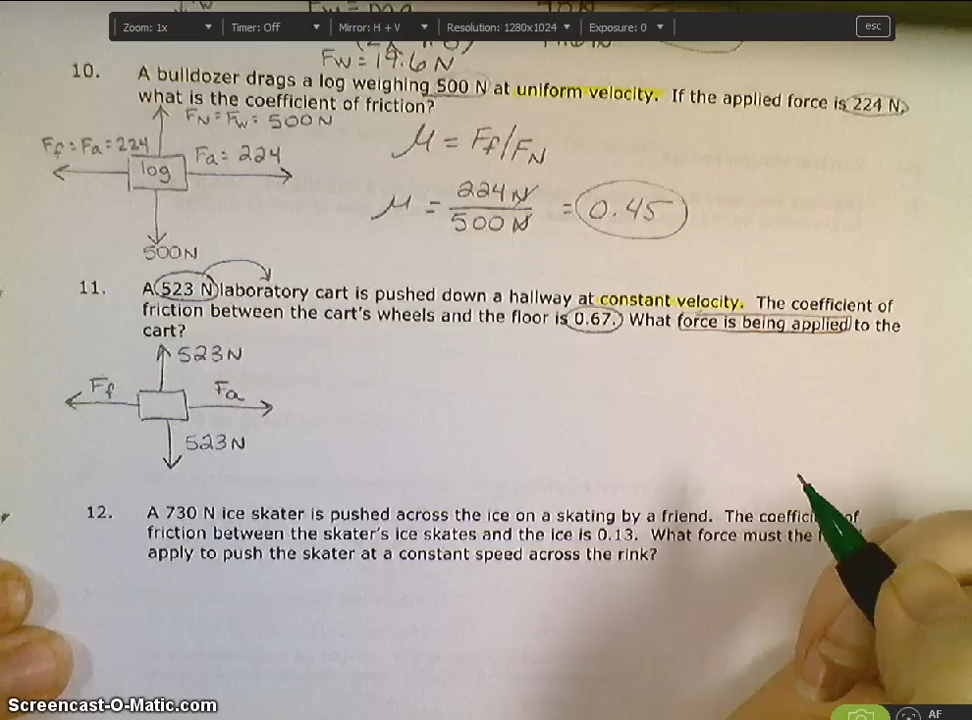 Zoom: 1x Timer: Off Mirror: H + V Resolution: 1280x1024 Exposure: 0 esc
Fw = 19.6 N
10. A bulldozer drags a log weighing 500 N at uniform velocity. If the applied force is 224 N,
what is the coefficient of friction?
FN = Fw = 500 N
Ff = Fa = 224
Fa = 224
log
500N
μ = Ff/FN
μ = 224 N / 500 N = 0.45
11. A 523 N laboratory cart is pushed down a hallway at constant velocity. The coefficient of
friction between the cart's wheels and the floor is 0.67. What force is being applied to the
cart?
523N
Ff
Fa
523N
12. A 730 N ice skater is pushed across the ice on a skating by a friend. The of
friction between the skater's ice skates and the ice is 0.13. What force must the
apply to push the skater at a constant speed across the rink?
Screencast-O-Matic.com
AF